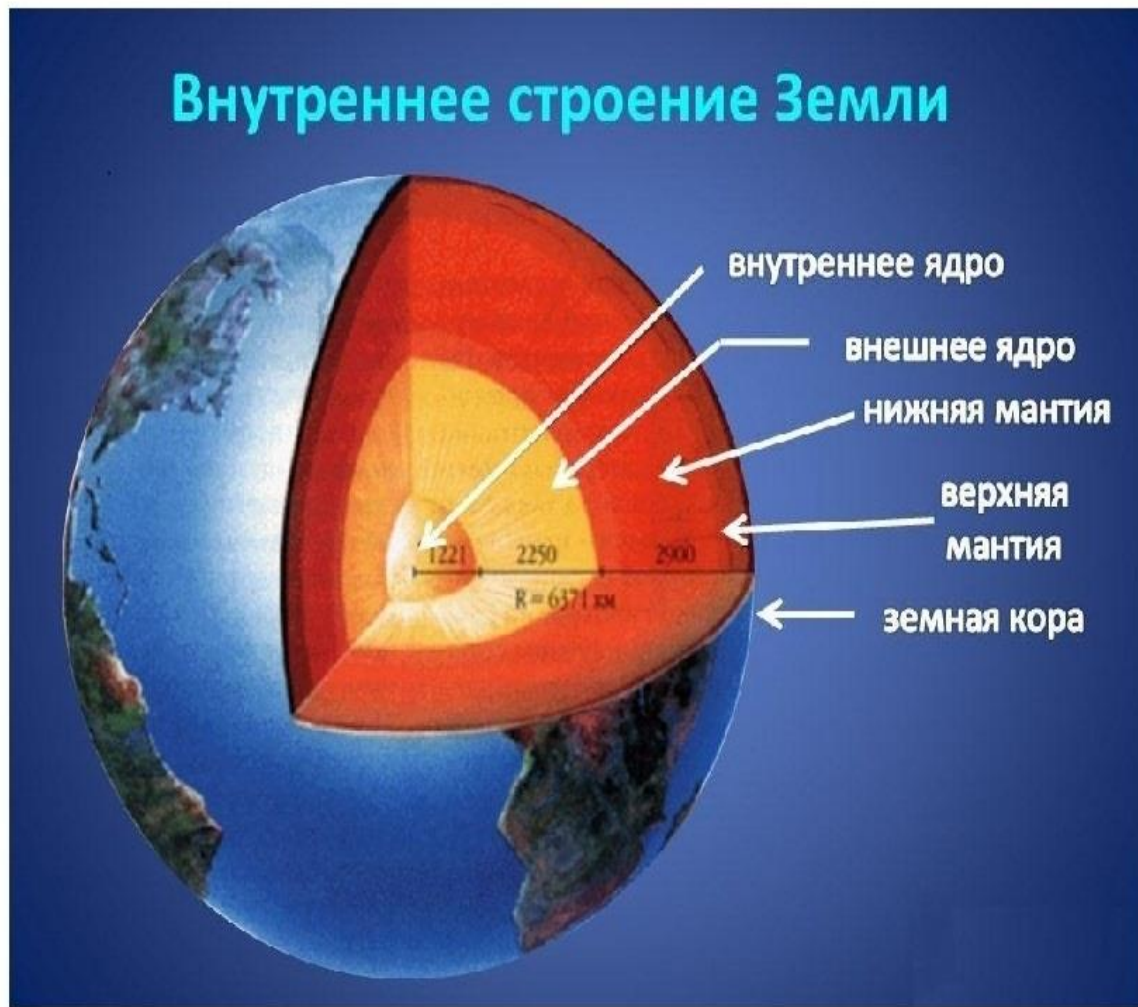 Внутреннее строение Земли
внутреннее ядро
внешнее ядро
нижняя мантия
верхняя
мантия
1221 2250 2900
R = 6371 км
земная кора